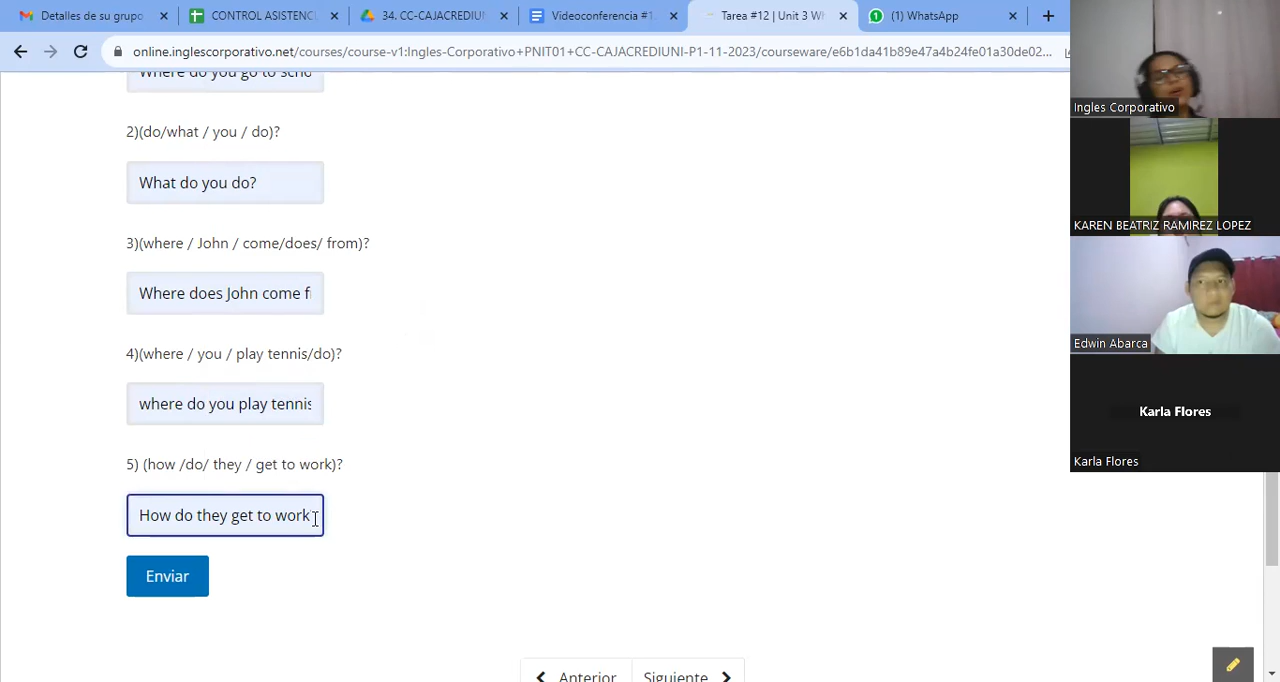 Detalles de su grupo
CONTROL ASISTENC
34. CC-CAJACREDIU
Videoconferencia #1
Tarea #12 | Unit 3 Wh
(1) WhatsApp
online.inglescorporativo.net/courses/course-v1:Ingles-Corporativo+PNIT01+CC-CAJACREDIUNI-P1-11-2023/courseware/e6b1da41b89e47a4b24fe01a30de02...
Where do you go to scho
2)(do/what / you / do)?
What do you do?
3)(where / John / come/does/ from)?
Where does John come f
4)(where / you / play tennis/do)?
where do you play tennis
5) (how /do/ they / get to work)?
How do they get to work
Enviar
Anterior
Siguiente
Ingles Corporativo
KAREN BEATRIZ RAMIREZ LOPEZ
Edwin Abarca
Karla Flores
Karla Flores